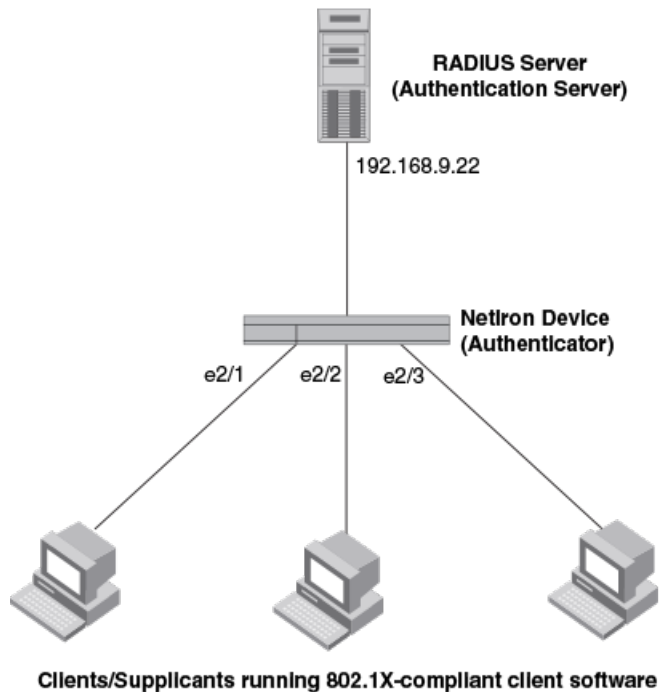 RADIUS Server
(Authentication Server)
192.168.9.22
NetIron Device
(Authenticator)
e2/1
e2/2
e2/3
Clients/Supplicants running 802.1X-compliant client software